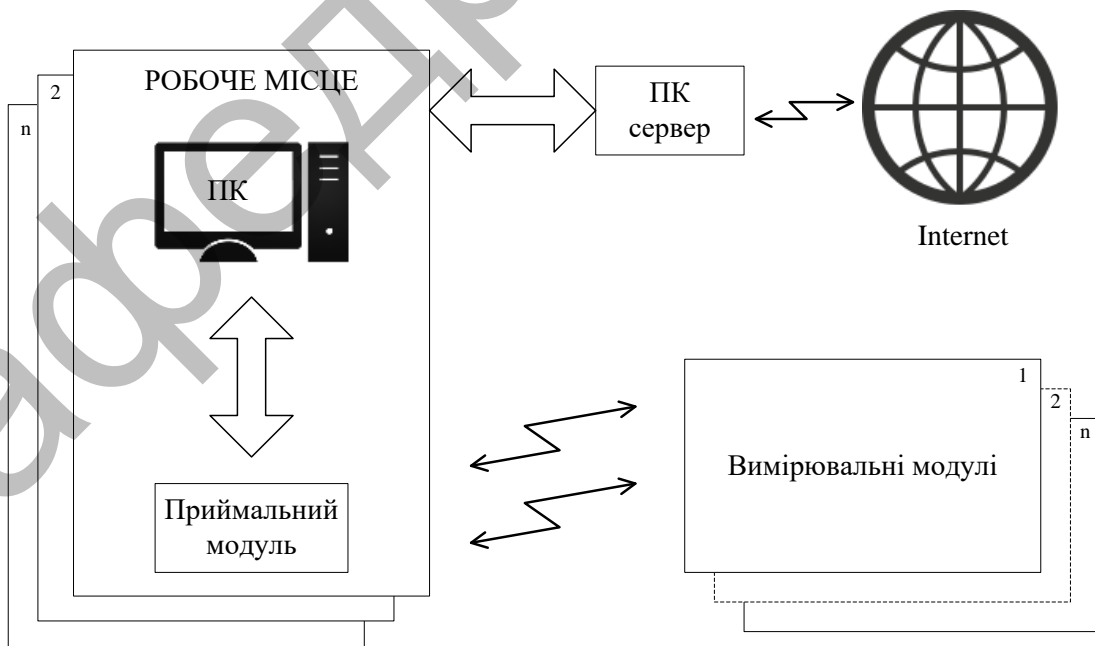 РОБОЧЕ МІСЦЕ
2
n
ПК
Приймальний
модуль
ПК
сервер
Internet
1
2
n
Вимірювальні модулі